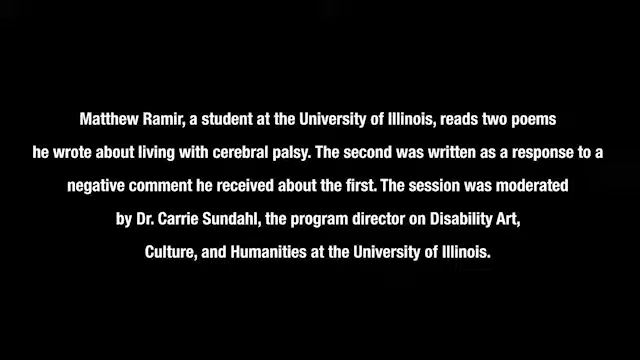 Matthew Ramir, a student at the University of Illinois, reads two poems
he wrote about living with cerebral palsy. The second was written as a response to a
negative comment he received about the first. The session was moderated
by Dr. Carrie Sundahl, the program director on Disability Art,
Culture, and Humanities at the University of Illinois.